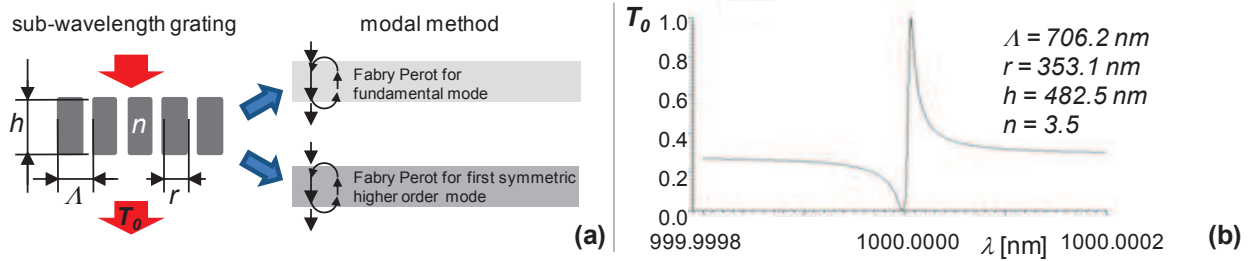 sub-wavelength grating
modal method
h
n
Λ
r
T0
Fabry Perot for
fundamental mode
Fabry Perot for first symmetric
higher order mode
(a)
T0
1.0
0.8
0.6
0.4
0.2
0.0
999.9998
1000.0000
λ [nm]
1000.0002
Λ = 706.2 nm
r = 353.1 nm
h = 482.5 nm
n = 3.5
(b)